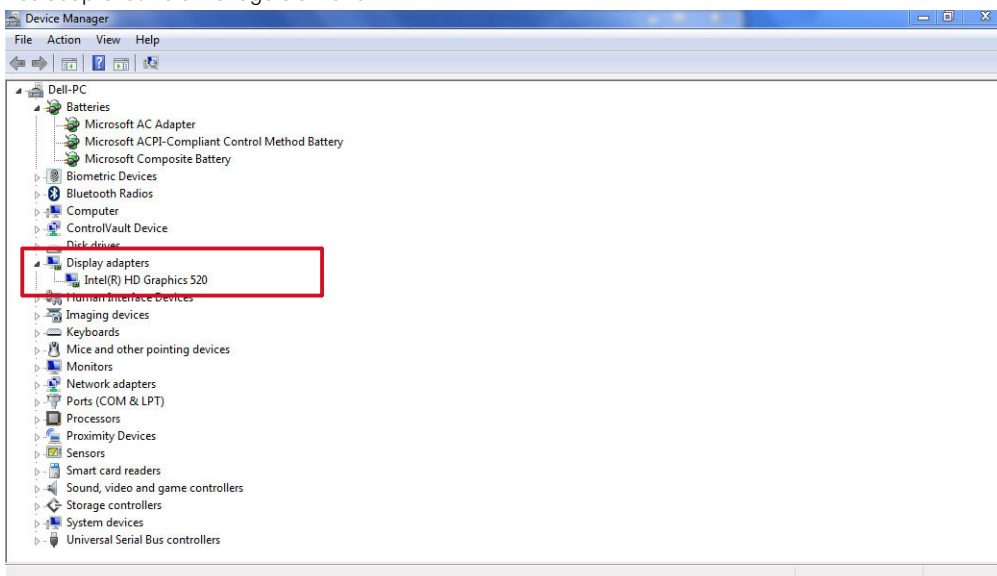 Device Manager
File Action View Help
Dell-PC
Batteries
Microsoft AC Adapter
Microsoft ACPI-Compliant Control Method Battery
Microsoft Composite Battery
Biometric Devices
Bluetooth Radios
Computer
ControlVault Device
Disk drives
Display adapters
Intel(R) HD Graphics 520
Human Interface Devices
Imaging devices
Keyboards
Mice and other pointing devices
Monitors
Network adapters
Ports (COM & LPT)
Processors
Proximity Devices
Sensors
Smart card readers
Sound, video and game controllers
Storage controllers
System devices
Universal Serial Bus controllers